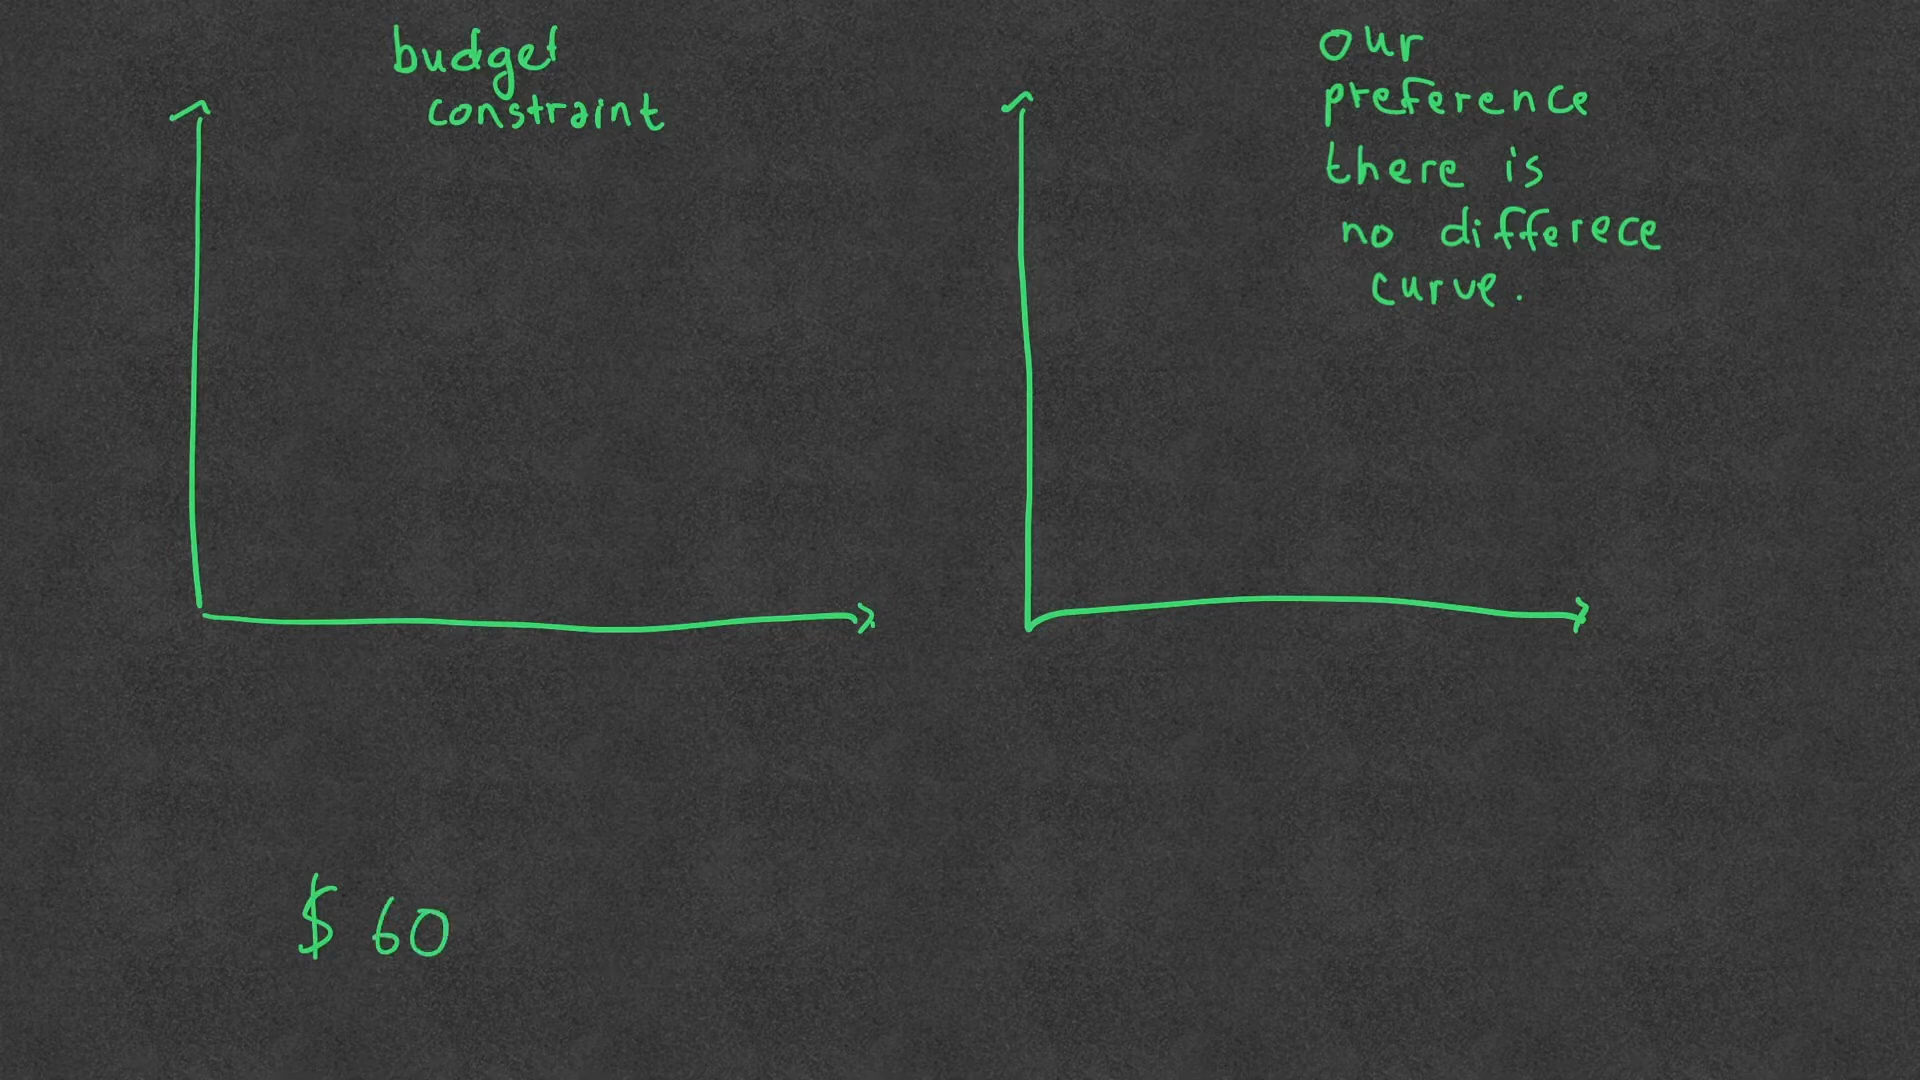 budget
constraint
our
preference
there is
no differece
curve.
$ 60